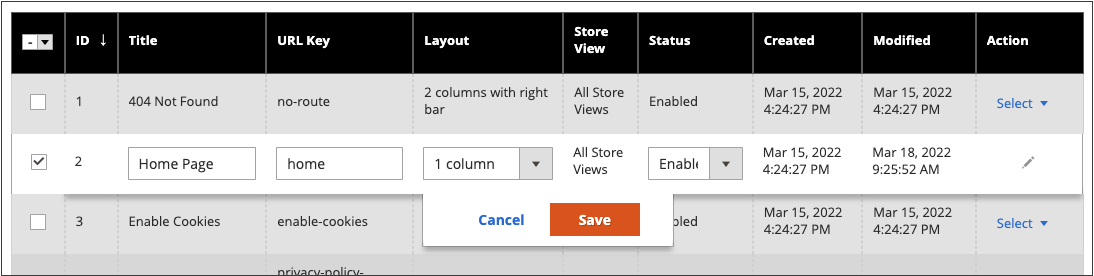 - ID ↓ Title URL Key Layout Store View Status Created Modified Action
1 404 Not Found no-route 2 columns with right bar All Store Views Enabled Mar 15, 2022 4:24:27 PM Mar 15, 2022 4:24:27 PM Select
2 Home Page home 1 column All Store Views Enable Mar 15, 2022 4:24:27 PM Mar 18, 2022 9:25:52 AM
3 Enable Cookies enable-cookies bled Mar 15, 2022 4:24:27 PM Mar 15, 2022 4:24:27 PM Select
Cancel Save
privacy-policy-